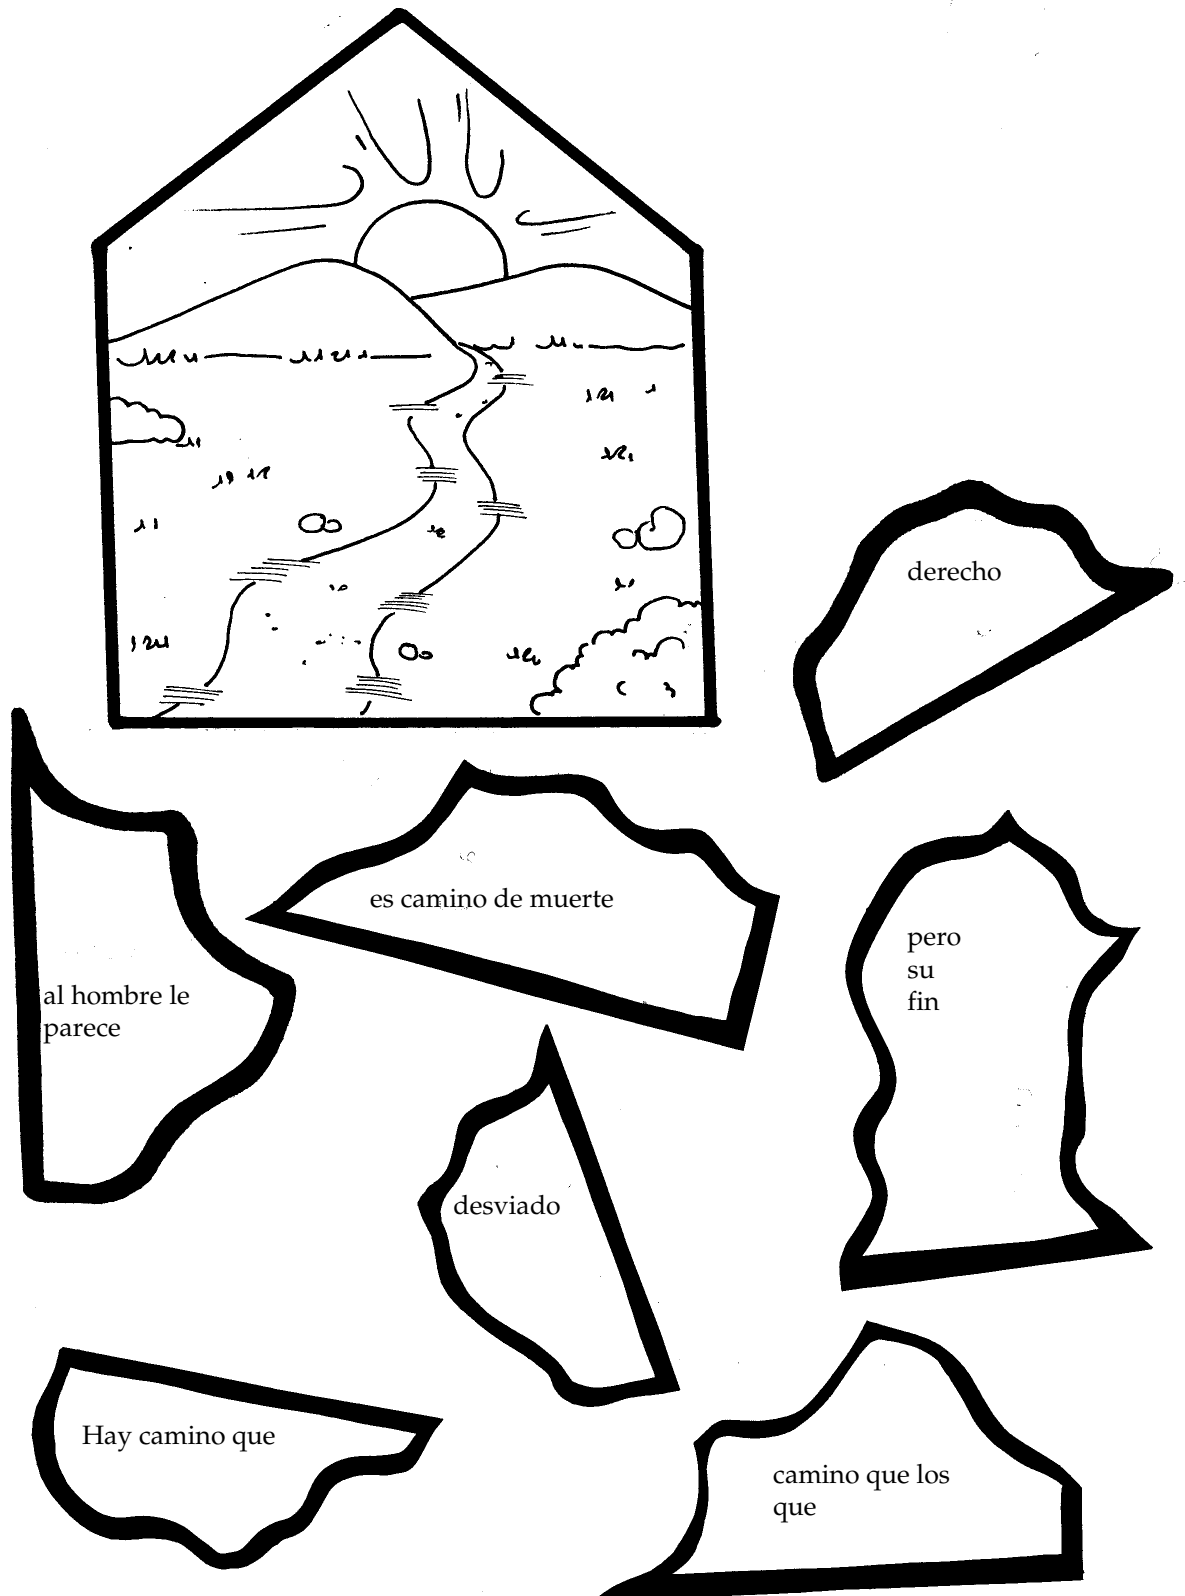 derecho
es camino de muerte
pero
su
fin
al hombre le
parece
desviado
Hay camino que
camino que los
que